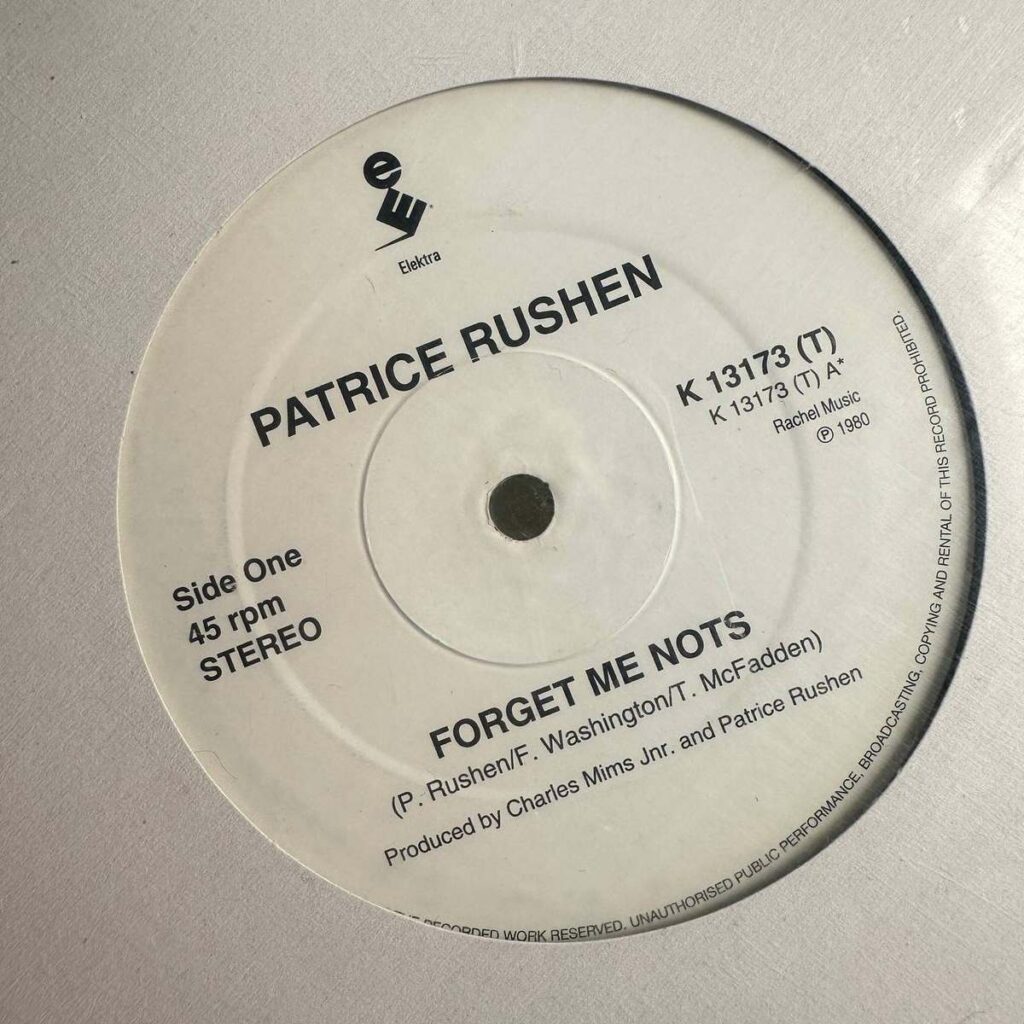 e
E
Elektra
PATRICE RUSHEN
K 13173 (T)
K 13173 (T) A*
Rachel Music
Ⓟ 1980
Side One
45 rpm
STEREO
FORGET ME NOTS
(P. Rushen/F. Washington/T. McFadden)
Produced by Charles Mims Jnr. and Patrice Rushen
RECORDED WORK RESERVED. UNAUTHORISED PUBLIC PERFORMANCE, BROADCASTING, COPYING AND RENTAL OF THIS RECORD PROHIBITED.